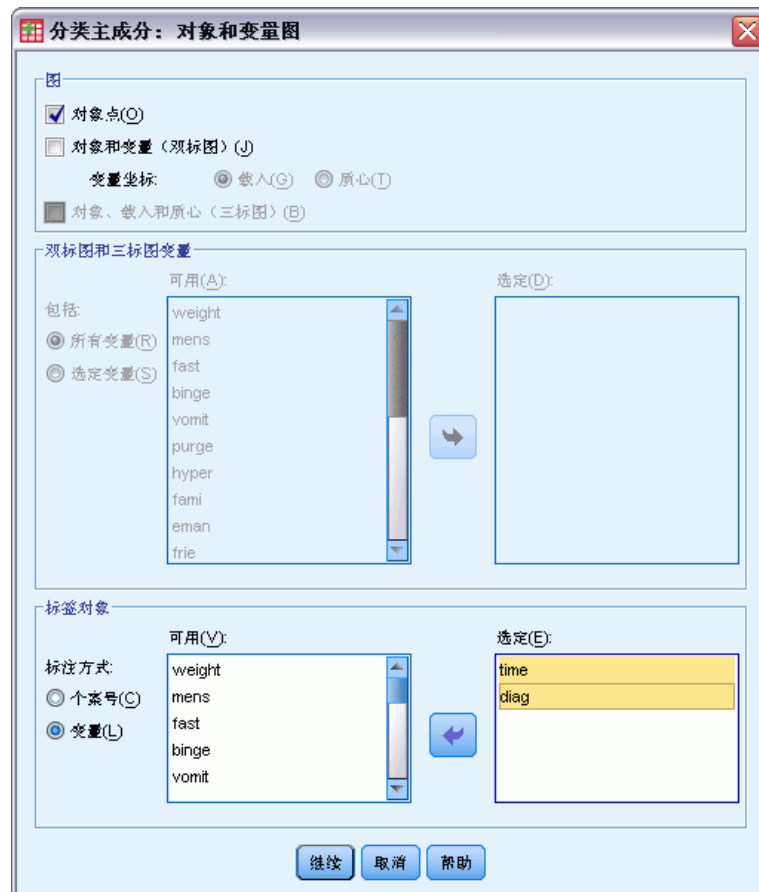 分类主成分：对象和变量图
图
对象点(O)
对象和变量（双标图）(J)
变量坐标: 载入(G) 质心(T)
对象、载入和质心（三标图）(B)
双标图和三标图变量
可用(A): 选定(D):
包括:
所有变量(R)
选定变量(S)
weight
mens
fast
binge
vomit
purge
hyper
fami
eman
frie
标签对象
可用(V): 选定(E):
标注方式:
个案号(C)
变量(L)
weight
mens
fast
binge
vomit
time
diag
继续 取消 帮助